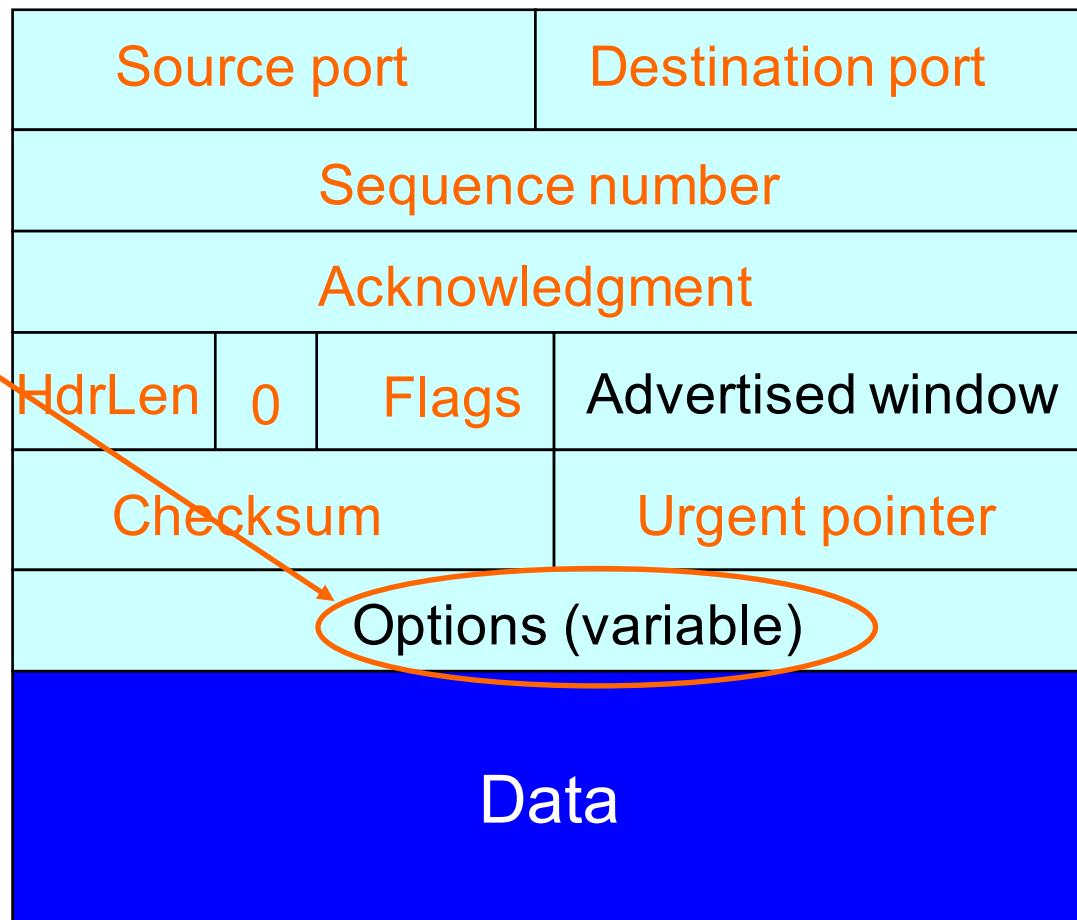 Source port Destination port
Sequence number
Acknowledgment
HdrLen 0 Flags Advertised window
Checksum Urgent pointer
Options (variable)
Data